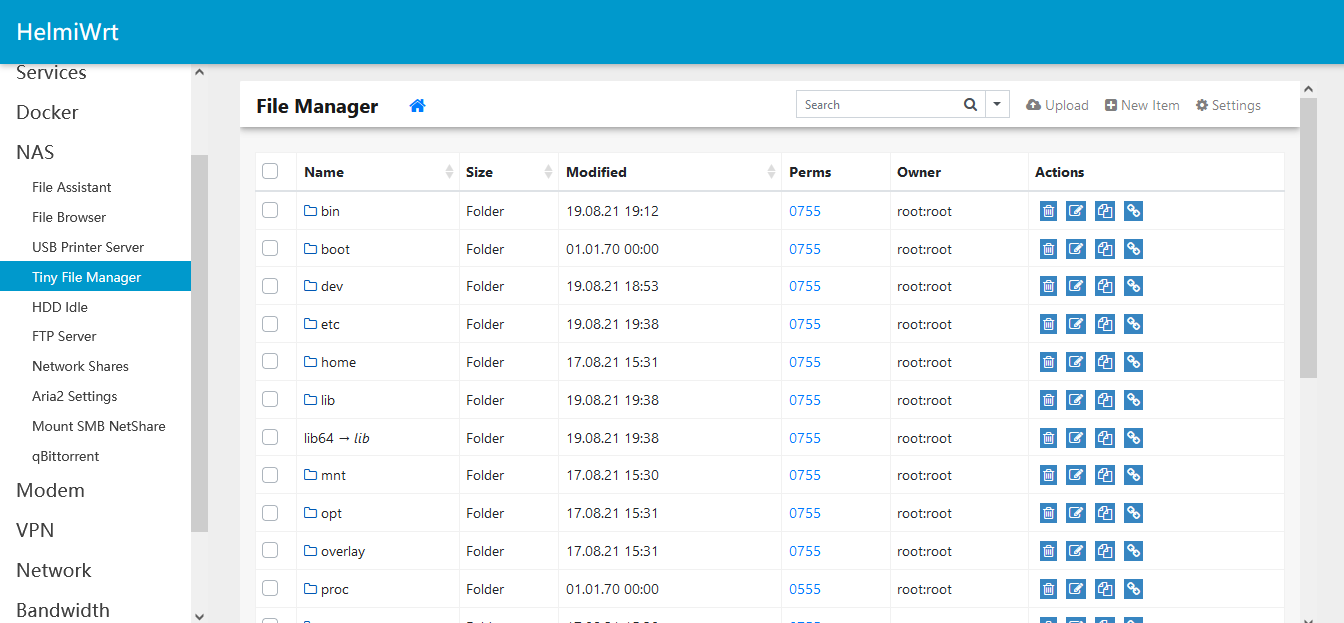 HelmiWrt
Services
Docker
NAS
File Assistant
File Browser
USB Printer Server
Tiny File Manager
HDD Idle
FTP Server
Network Shares
Aria2 Settings
Mount SMB NetShare
qBittorrent
Modem
VPN
Network
Bandwidth
File Manager Search Upload New Item Settings
Name Size Modified Perms Owner Actions
bin Folder 19.08.21 19:12 0755 root:root
boot Folder 01.01.70 00:00 0755 root:root
dev Folder 19.08.21 18:53 0755 root:root
etc Folder 19.08.21 19:38 0755 root:root
home Folder 17.08.21 15:31 0755 root:root
lib Folder 19.08.21 19:38 0755 root:root
lib64 → lib Folder 19.08.21 19:38 0755 root:root
mnt Folder 17.08.21 15:30 0755 root:root
opt Folder 17.08.21 15:31 0755 root:root
overlay Folder 17.08.21 15:31 0755 root:root
proc Folder 01.01.70 00:00 0555 root:root